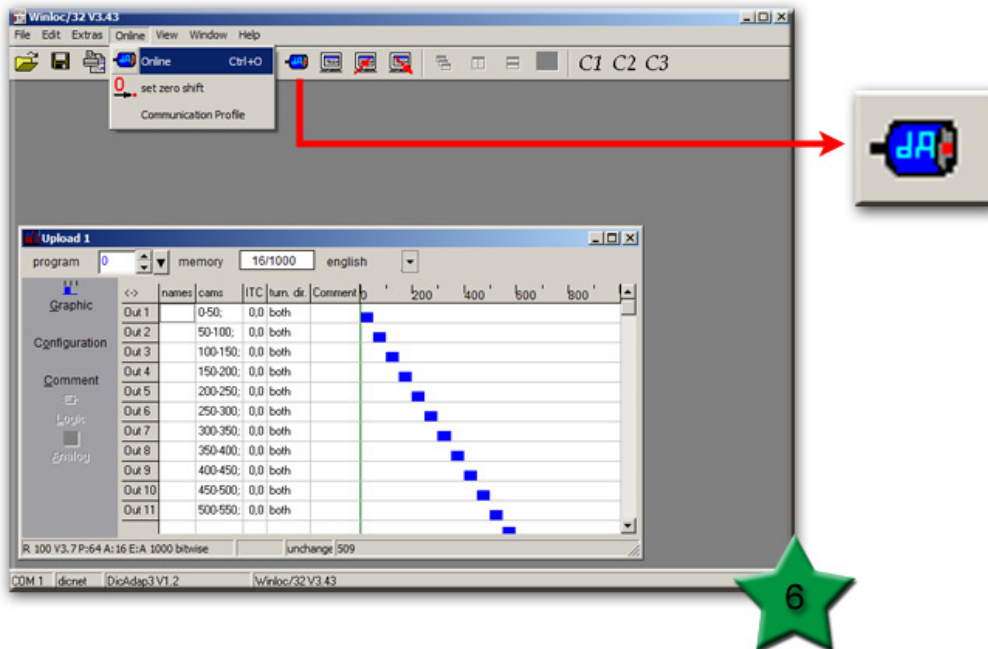 Winloc/32 V3.43
File Edit Extras Online View Window Help
Online Ctrl+O
C1 C2 C3
0 set zero shift
Communication Profile
dA
Upload 1
program 0 memory 16/1000 english
Graphic
Configuration
Comment
Logic
Analog
<-> names cams ITC turn. dir. Comment 0 200 400 600 800
Out 1 0-50; 0,0 both
Out 2 50-100; 0,0 both
Out 3 100-150; 0,0 both
Out 4 150-200; 0,0 both
Out 5 200-250; 0,0 both
Out 6 250-300; 0,0 both
Out 7 300-350; 0,0 both
Out 8 350-400; 0,0 both
Out 9 400-450; 0,0 both
Out 10 450-500; 0,0 both
Out 11 500-550; 0,0 both
R 100 V3.7 P:64 A:16 E:A 1000 bitwise unchange 509
COM 1 dicnet DicAdap3 V1.2 Winloc/32 V3.43
6